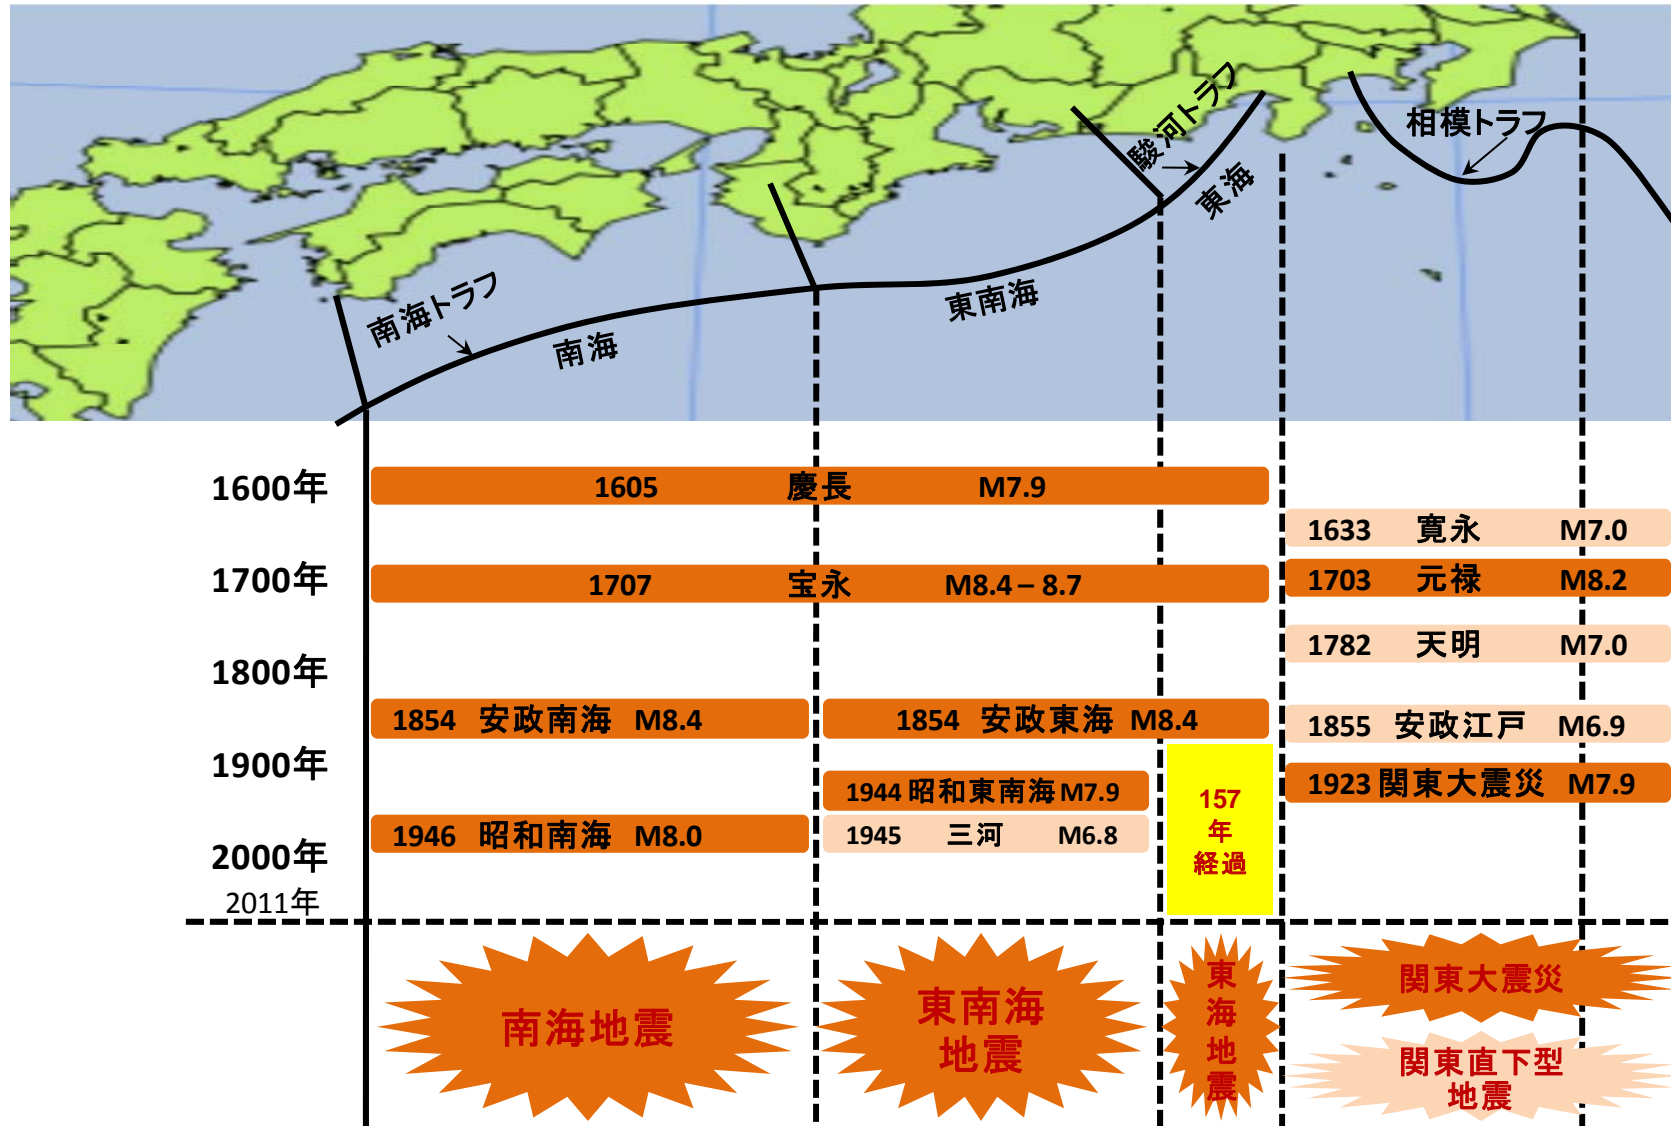 駿河トラフ
相模トラフ
東海
南海トラフ
東南海
南海
1600年
1605 慶長 M7.9
1633 寛永 M7.0
1700年
1707 宝永 M8.4 – 8.7
1703 元禄 M8.2
1782 天明 M7.0
1800年
1854 安政南海 M8.4
1854 安政東海 M8.4
1855 安政江戸 M6.9
1900年
1944 昭和東南海 M7.9
157
年
経過
1923 関東大震災 M7.9
1946 昭和南海 M8.0
1945 三河 M6.8
2000年
2011年
南海地震
東南海
地震
東
海
地
震
関東大震災
関東直下型
地震